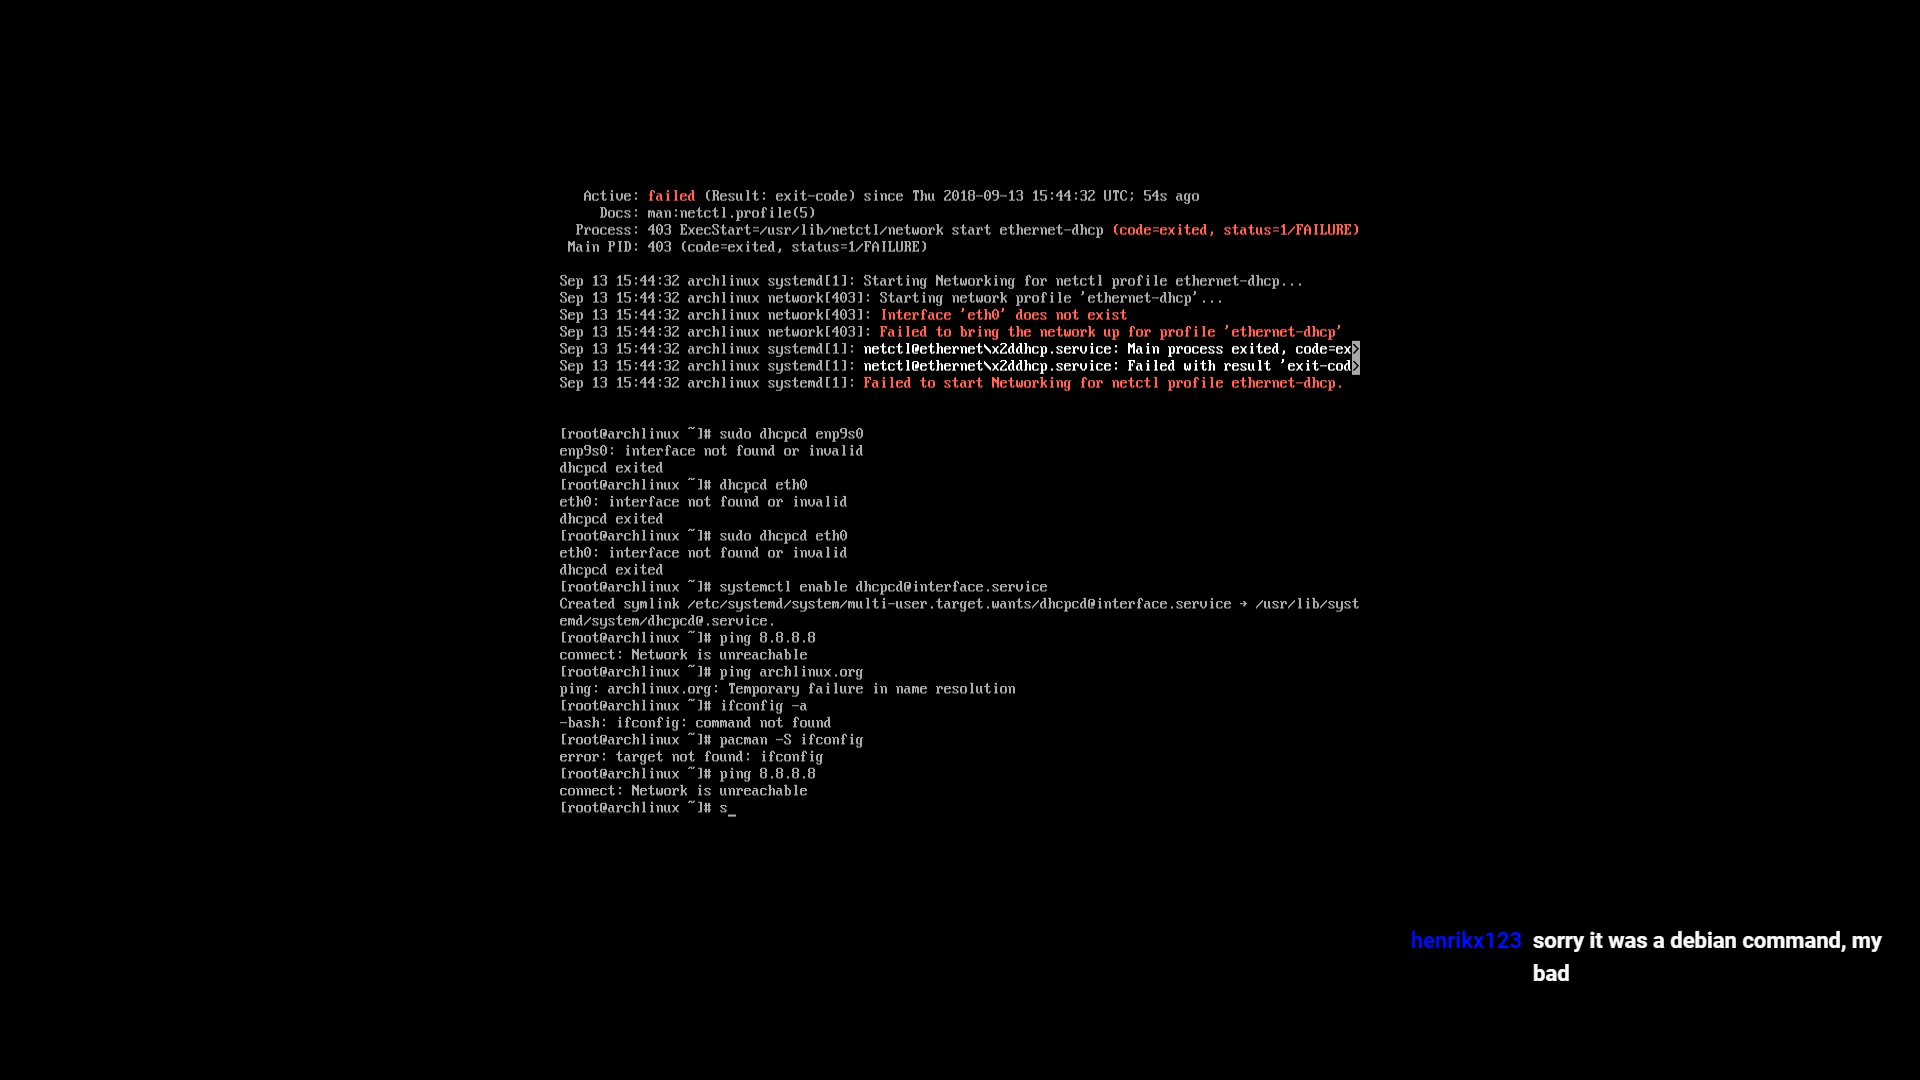 Active: failed (Result: exit-code) since Thu 2018-09-13 15:44:32 UTC; 54s ago
Docs: man:netctl.profile(5)
Process: 403 ExecStart=/usr/lib/netctl/network start ethernet-dhcp (code=exited, status=1/FAILURE)
Main PID: 403 (code=exited, status=1/FAILURE)
Sep 13 15:44:32 archlinux systemd[1]: Starting Networking for netctl profile ethernet-dhcp...
Sep 13 15:44:32 archlinux network[403]: Starting network profile 'ethernet-dhcp'...
Sep 13 15:44:32 archlinux network[403]: Interface 'eth0' does not exist
Sep 13 15:44:32 archlinux network[403]: Failed to bring the network up for profile 'ethernet-dhcp'
Sep 13 15:44:32 archlinux systemd[1]: netctl@ethernet\x2ddhcp.service: Main process exited, code=ex>
Sep 13 15:44:32 archlinux systemd[1]: netctl@ethernet\x2ddhcp.service: Failed with result 'exit-cod>
Sep 13 15:44:32 archlinux systemd[1]: Failed to start Networking for netctl profile ethernet-dhcp.
[root@archlinux ~]# sudo dhcpcd enp9s0
enp9s0: interface not found or invalid
dhcpcd exited
[root@archlinux ~]# dhcpcd eth0
eth0: interface not found or invalid
dhcpcd exited
[root@archlinux ~]# sudo dhcpcd eth0
eth0: interface not found or invalid
dhcpcd exited
[root@archlinux ~]# systemctl enable dhcpcd@interface.service
Created symlink /etc/systemd/system/multi-user.target.wants/dhcpcd@interface.service → /usr/lib/syst
emd/system/dhcpcd@.service.
[root@archlinux ~]# ping 8.8.8.8
connect: Network is unreachable
[root@archlinux ~]# ping archlinux.org
ping: archlinux.org: Temporary failure in name resolution
[root@archlinux ~]# ifconfig -a
-bash: ifconfig: command not found
[root@archlinux ~]# pacman -S ifconfig
error: target not found: ifconfig
[root@archlinux ~]# ping 8.8.8.8
connect: Network is unreachable
[root@archlinux ~]# s_
henrikx123 sorry it was a debian command, my
bad